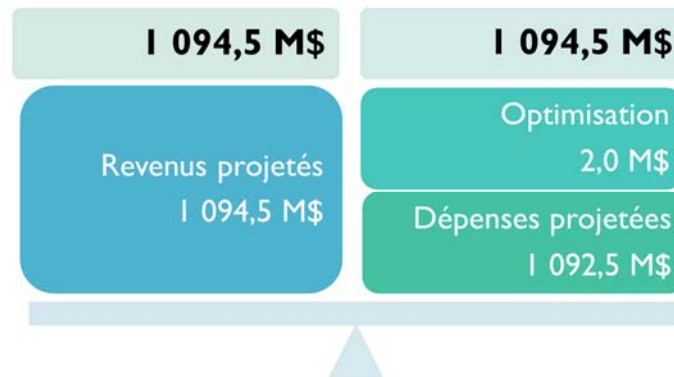 1 094,5 M$
1 094,5 M$
Revenus projetés
1 094,5 M$
Optimisation
2,0 M$
Dépenses projetées
1 092,5 M$